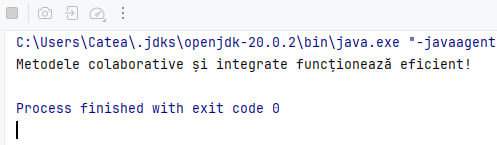 C:\Users\Catea\.jdks\openjdk-20.0.2\bin\java.exe "-javaagent
Metodele colaborative și integrate funcționează eficient!
Process finished with exit code 0